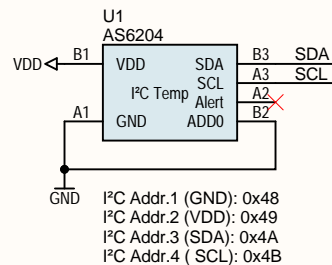 U1
AS6204
VDD B1 VDD SDA B3 SDA
SCL A3 SCL
I²C Temp Alert A2
A1 GND ADD0 B2
GND
I²C Addr.1 (GND): 0x48
I²C Addr.2 (VDD): 0x49
I²C Addr.3 (SDA): 0x4A
I²C Addr.4 ( SCL): 0x4B